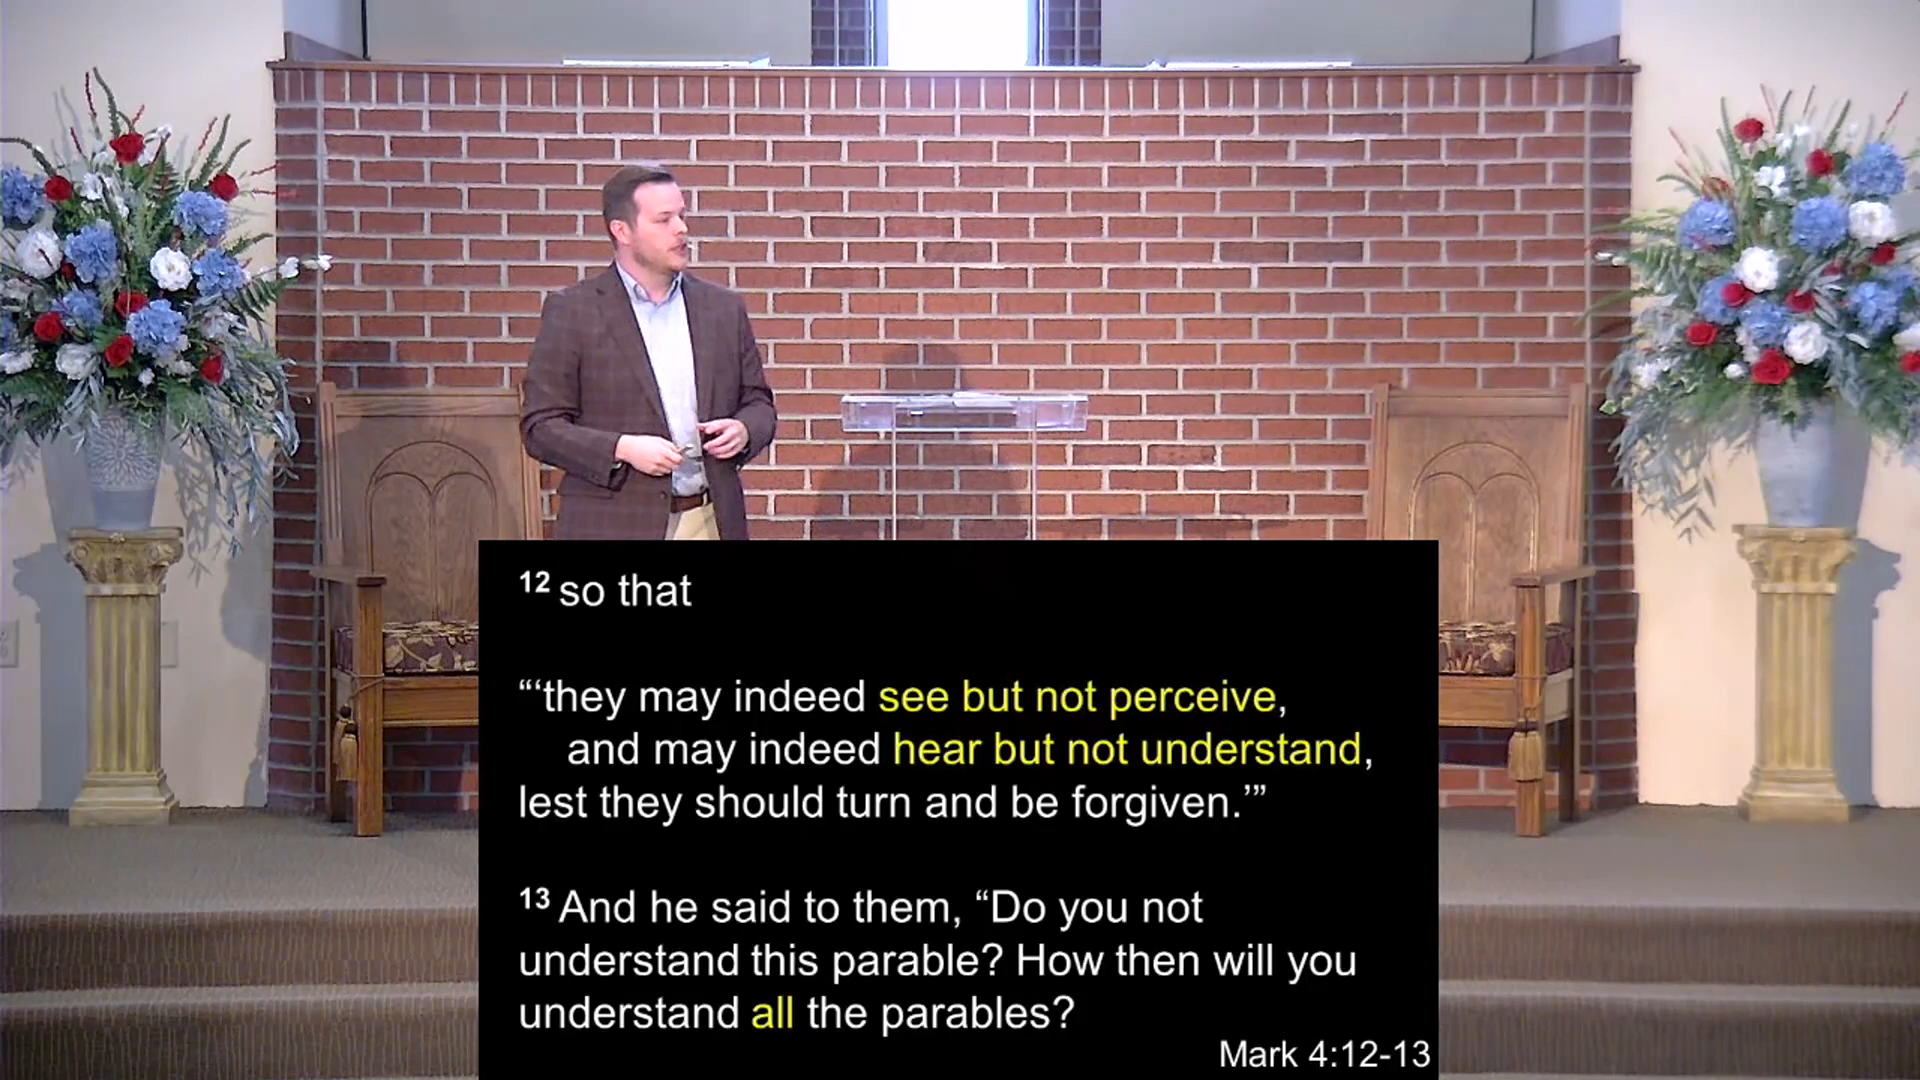 12 so that
“‘they may indeed see but not perceive,
and may indeed hear but not understand,
lest they should turn and be forgiven.’”
13 And he said to them, “Do you not
understand this parable? How then will you
understand all the parables?
Mark 4:12-13